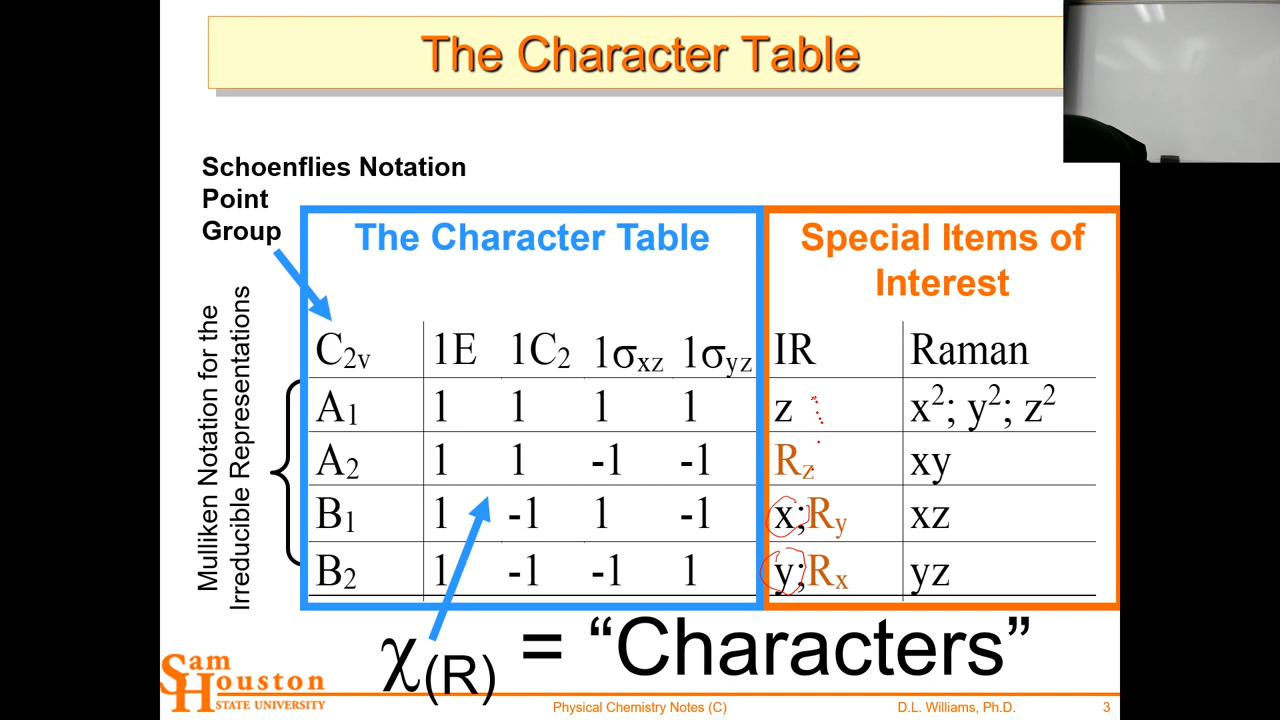 The Character Table
Schoenflies Notation
Point
Group
The Character Table
Special Items of
Interest
Mulliken Notation for the
Irreducible Representations
C2v 1E 1C2 1σxz 1σyz IR Raman
A1 1 1 1 1 z x²; y²; z²
A2 1 1 -1 -1 Rz xy
B1 1 -1 1 -1 x;Ry xz
B2 1 -1 -1 1 y;Rx yz
χ(R) = “Characters”
Sam
Houston
STATE UNIVERSITY
Physical Chemistry Notes (C)
D.L. Williams, Ph.D.
3